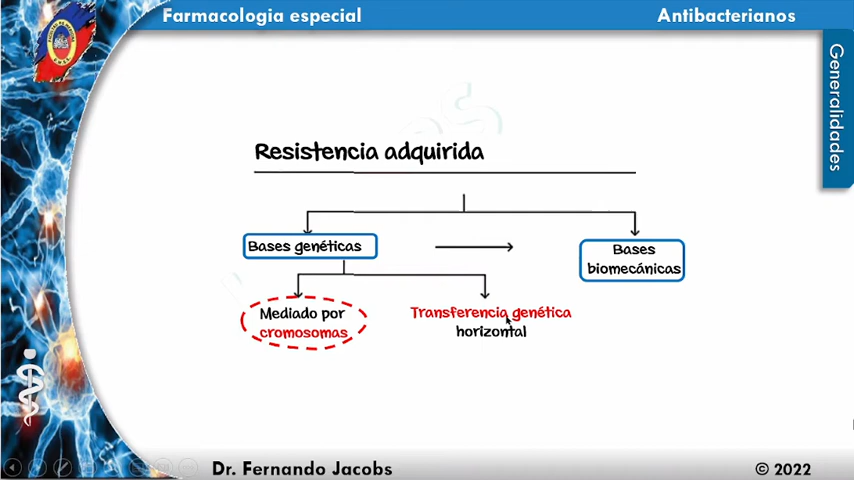 Farmacologia especial
Antibacterianos
Generalidades
Resistencia adquirida
Bases genéticas
Bases
biomecánicas
Mediado por
cromosomas
Transferencia genética
horizontal
Dr. Fernando Jacobs
© 2022